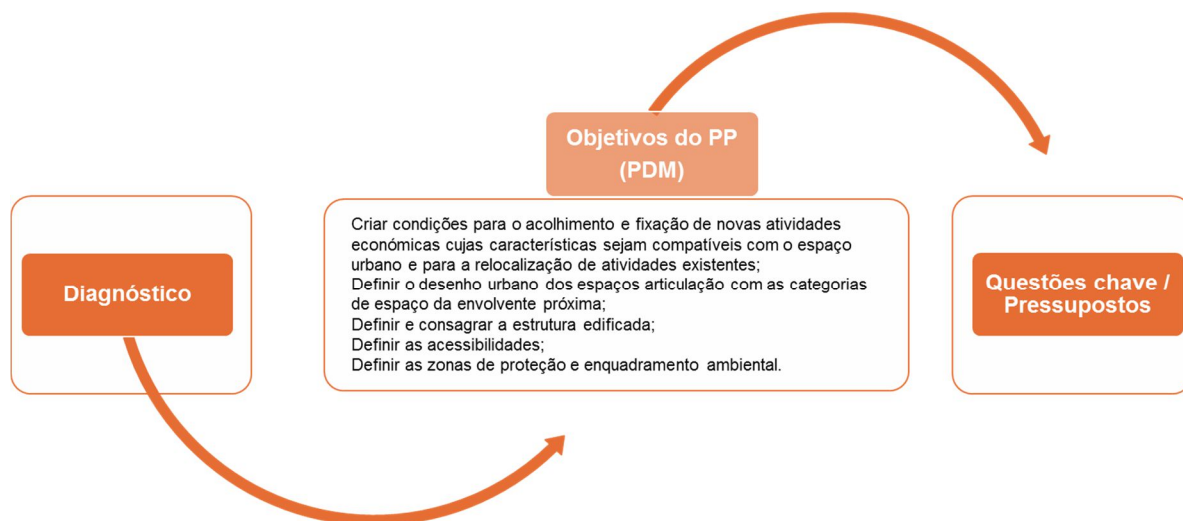 Diagnóstico
Objetivos do PP
(PDM)
Criar condições para o acolhimento e fixação de novas atividades
económicas cujas características sejam compatíveis com o espaço
urbano e para a relocalização de atividades existentes;
Definir o desenho urbano dos espaços articulação com as categorias
de espaço da envolvente próxima;
Definir e consagrar a estrutura edificada;
Definir as acessibilidades;
Definir as zonas de proteção e enquadramento ambiental.
Questões chave /
Pressupostos